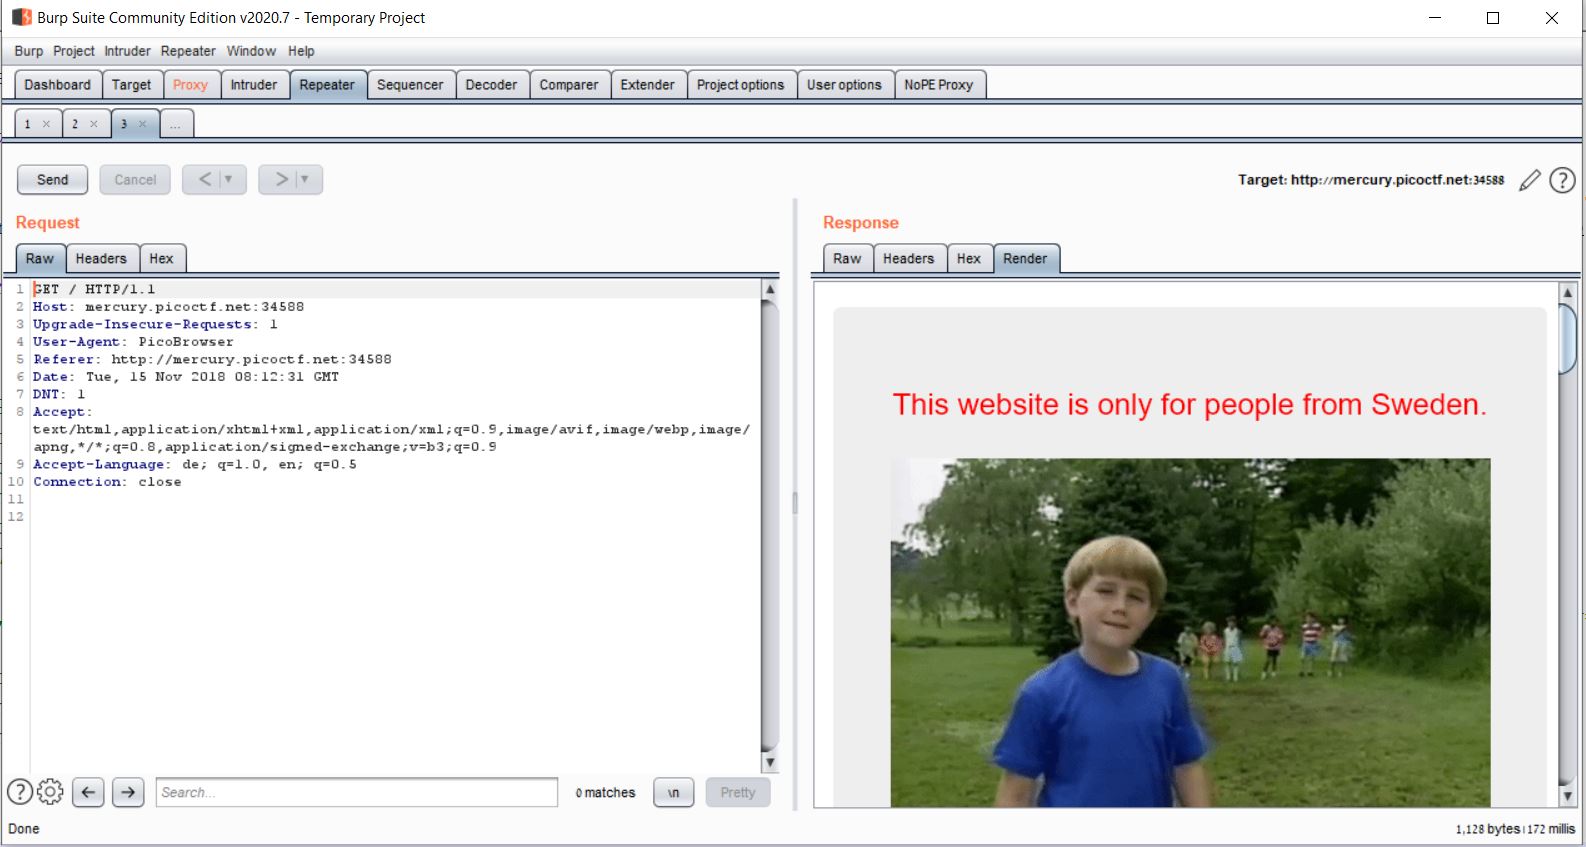 Burp Suite Community Edition v2020.7 - Temporary Project
Burp Project Intruder Repeater Window Help
Dashboard Target Proxy Intruder Repeater Sequencer Decoder Comparer Extender Project options User options NoPE Proxy
1 × 2 × 3 × ...
Send Cancel < > Target: http://mercury.picoctf.net:34588
Request
Raw Headers Hex
1 GET / HTTP/1.1
2 Host: mercury.picoctf.net:34588
3 Upgrade-Insecure-Requests: 1
4 User-Agent: PicoBrowser
5 Referer: http://mercury.picoctf.net:34588
6 Date: Tue, 15 Nov 2018 08:12:31 GMT
7 DNT: 1
8 Accept:
text/html,application/xhtml+xml,application/xml;q=0.9,image/avif,image/webp,image/
apng,*/*;q=0.8,application/signed-exchange;v=b3;q=0.9
9 Accept-Language: de; q=1.0, en; q=0.5
10 Connection: close
11
12
Search... 0 matches \n Pretty
Response
Raw Headers Hex Render
This website is only for people from Sweden.
Done 1,128 bytes | 172 millis